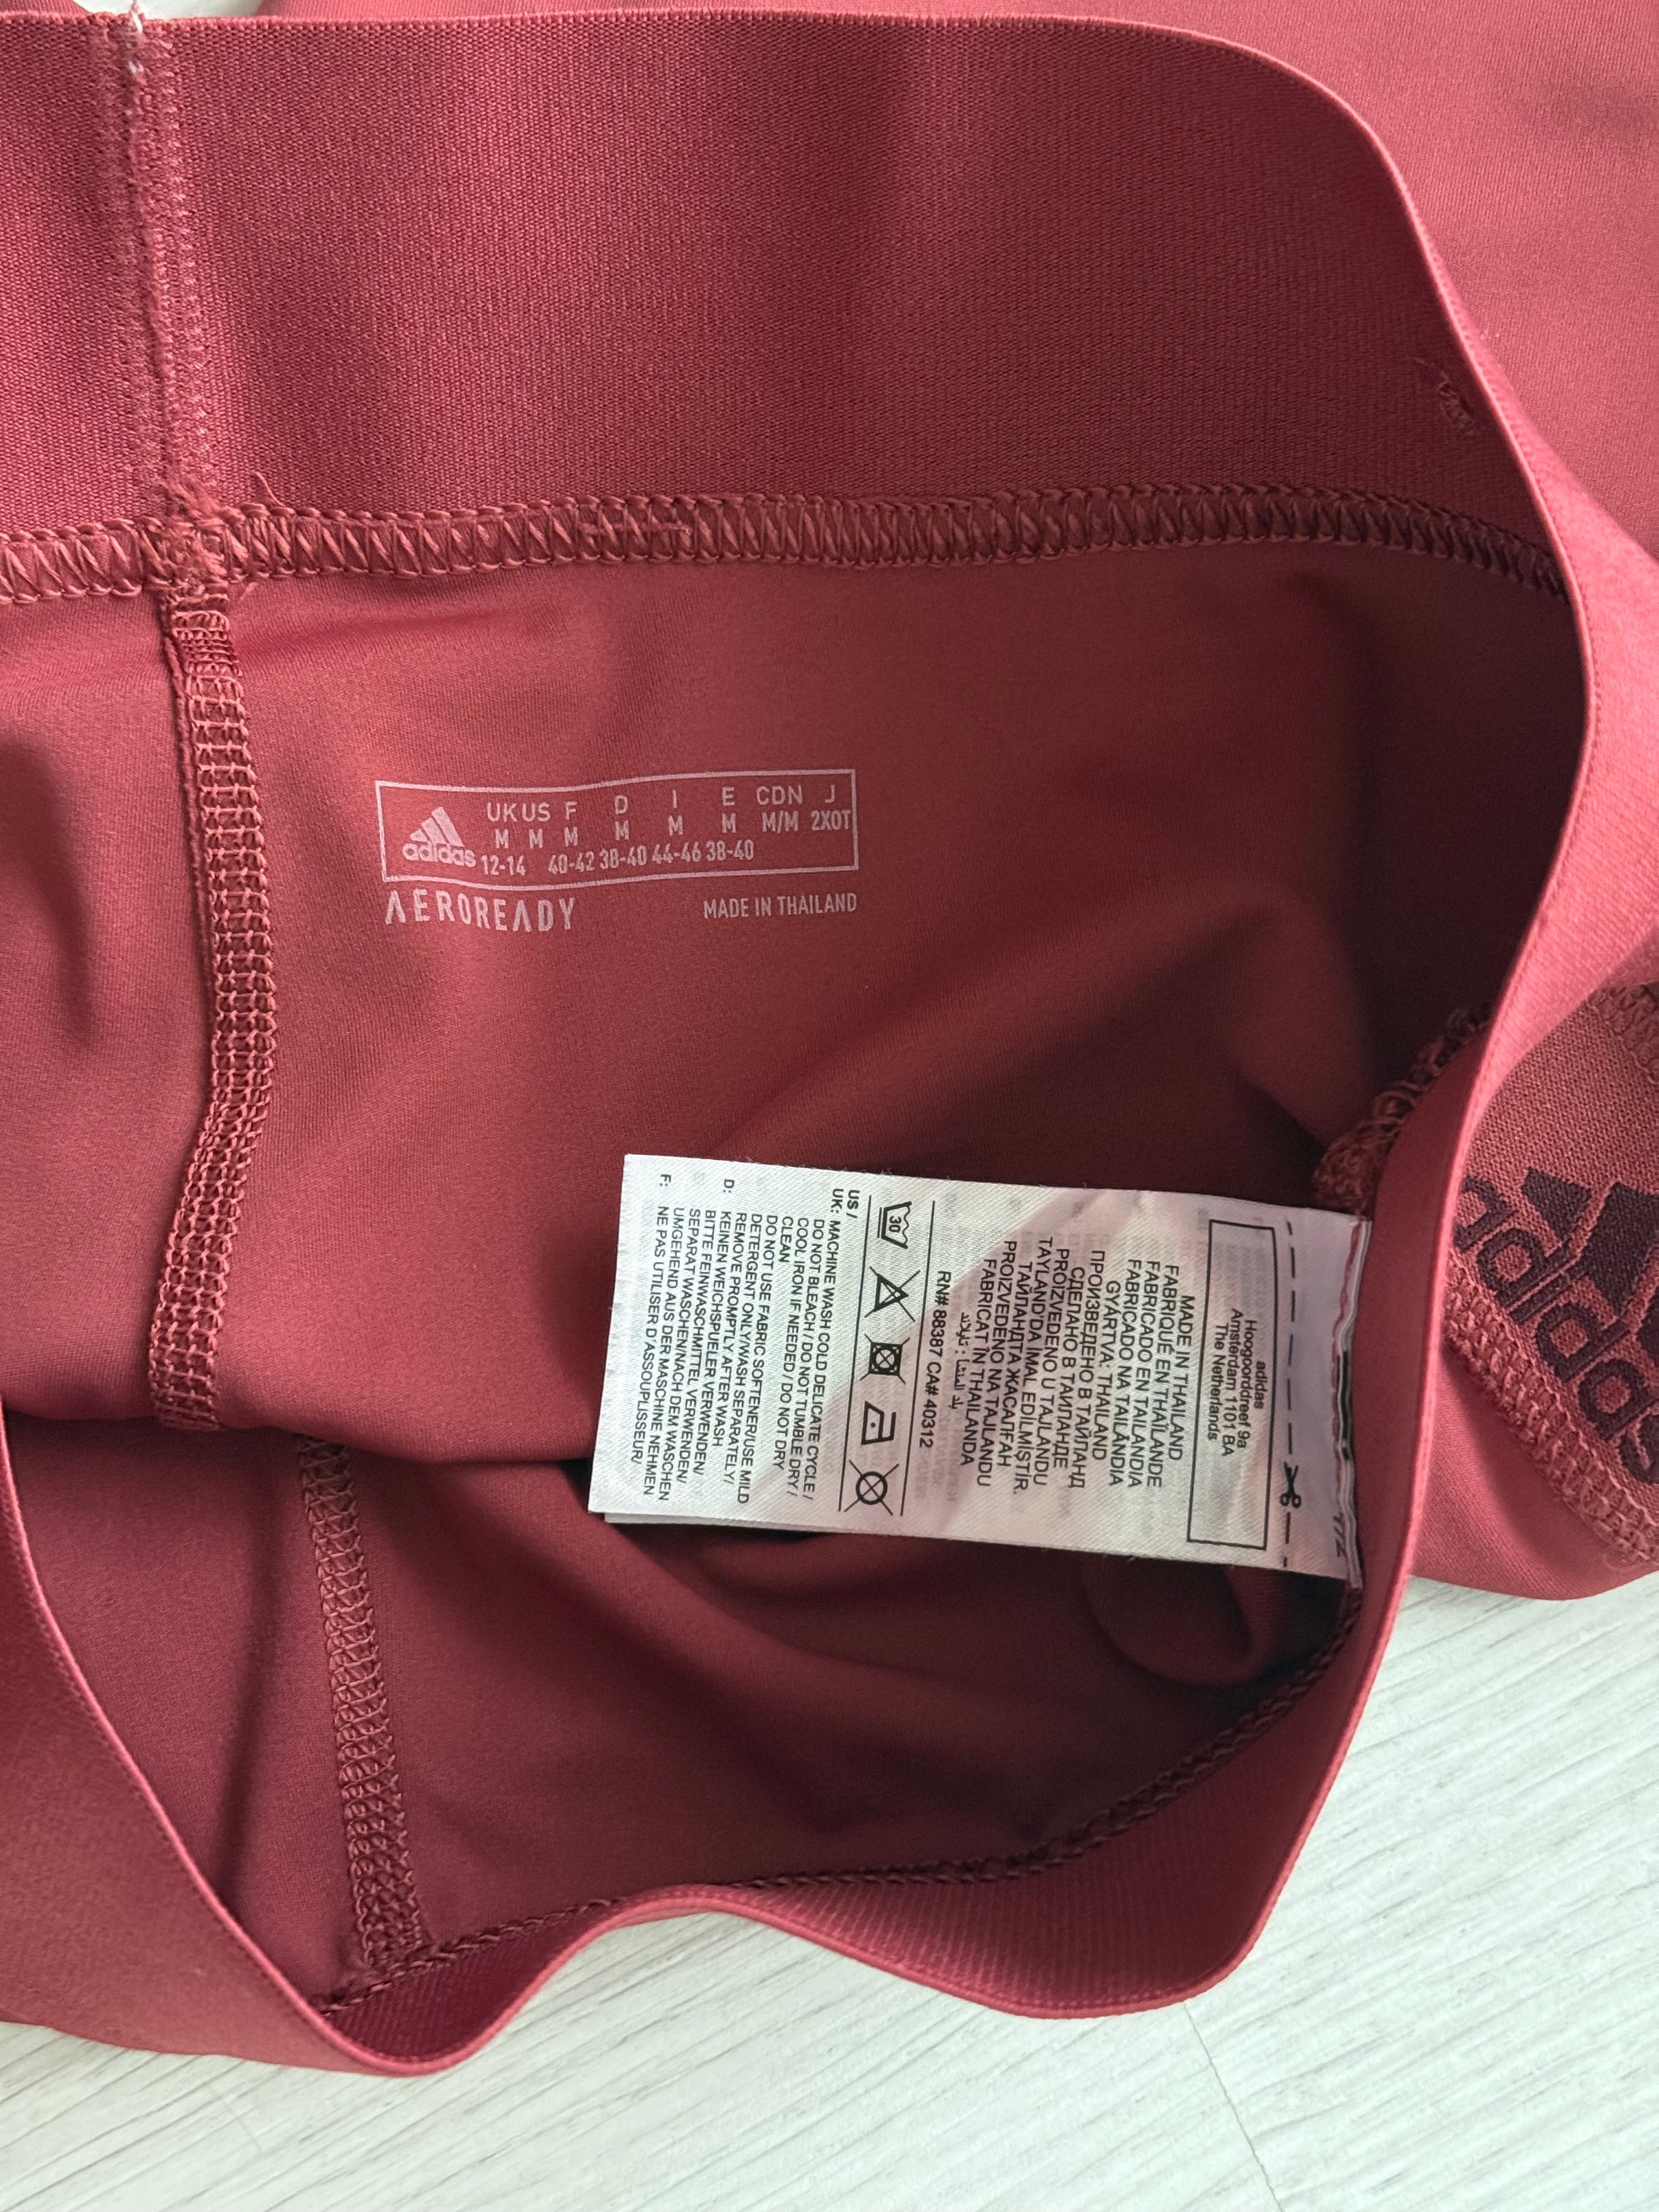 UK US F D I E CDN J
M M M M M M M/M 2XOT
12-14 40-42 38-40 44-46 38-40
adidas
AEROREADY
MADE IN THAILAND
adidas
Hoogoorddreef 9a
Amsterdam 1101 BA
The Netherlands
MADE IN THAILAND
FABRIQUÉ EN THAÏLANDE
FABRICADO EN TAILANDIA
FABRICADO NA TAILÂNDIA
GYÁRTVA: THAILAND
ПРОИЗВЕДЕНО В ТАЙЛАНД
СДЕЛАНО В ТАИЛАНДЕ
PROIZVEDENO U TAJLANDU
TAYLAND'DA İMAL EDİLMİŞTİR.
ТАЙЛАНДТА ЖАСАЛҒАН
PROIZVEDENO NA TAJLANDU
FABRICAT ÎN THAILANDA
بلد المنشأ : تايلاند
RN# 88387 CA# 40312
30
US /
UK: MACHINE WASH COLD DELICATE CYCLE /
DO NOT BLEACH / DO NOT TUMBLE DRY /
COOL IRON IF NEEDED / DO NOT DRY
CLEAN
DO NOT USE FABRIC SOFTENER/USE MILD
DETERGENT ONLY/WASH SEPARATELY/
REMOVE PROMPTLY AFTER WASH
D: KEINEN WEICHSPUELER VERWENDEN/
BITTE FEINWASCHMITTEL VERWENDEN/
SEPARAT WASCHEN/NACH DEM WASCHEN
UMGEHEND AUS DER MASCHINE NEHMEN
F: NE PAS UTILISER D'ASSOUPLISSEUR/
adidas